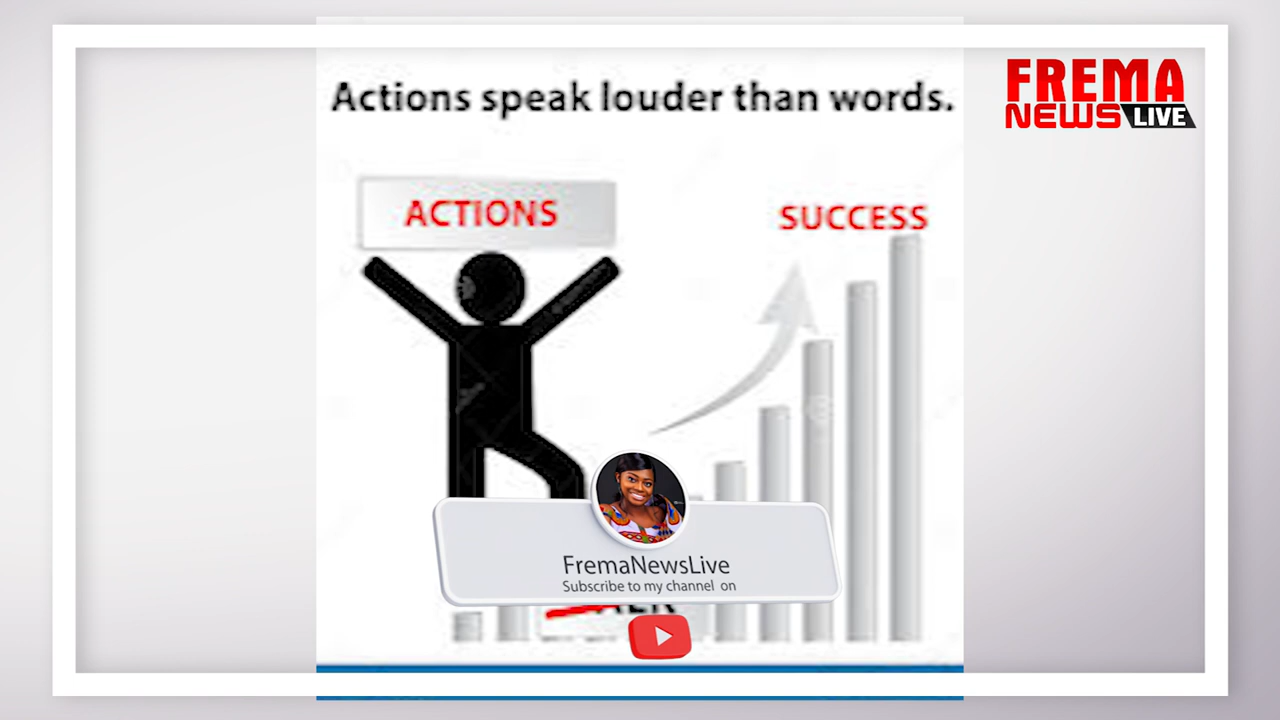 Actions speak louder than words.
FREMA
NEWS LIVE
ACTIONS
SUCCESS
FremaNewsLive
Subscribe to my channel on